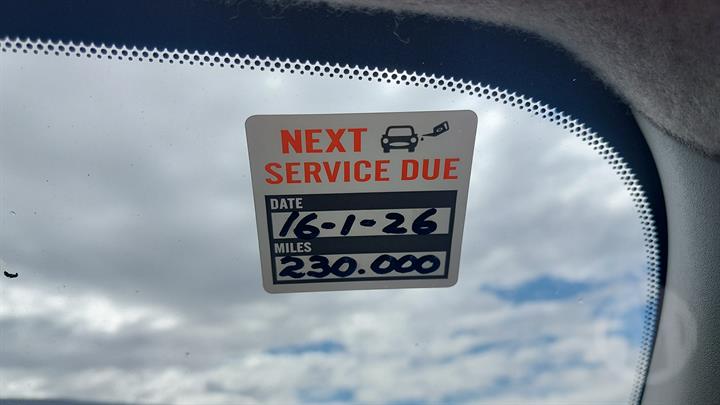 NEXT
SERVICE DUE
DATE
16-1-26
MILES
230.000